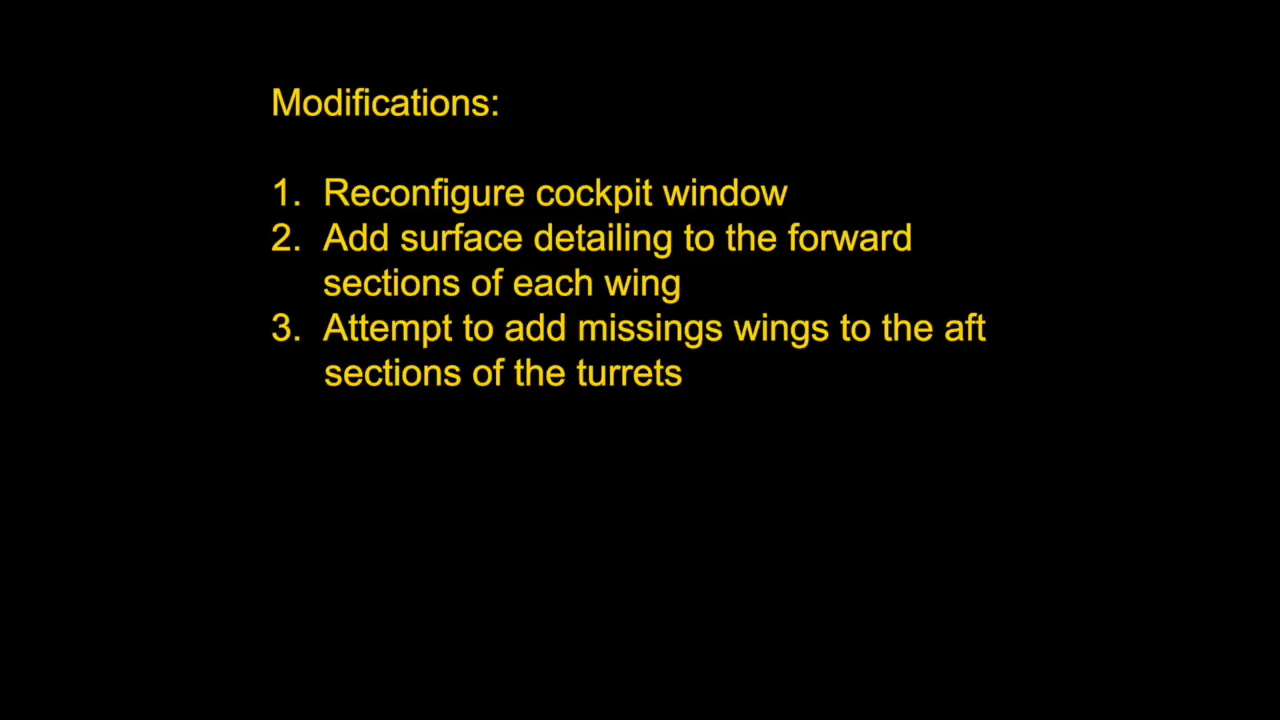 Modifications:
1. Reconfigure cockpit window
2. Add surface detailing to the forward
sections of each wing
3. Attempt to add missings wings to the aft
sections of the turrets